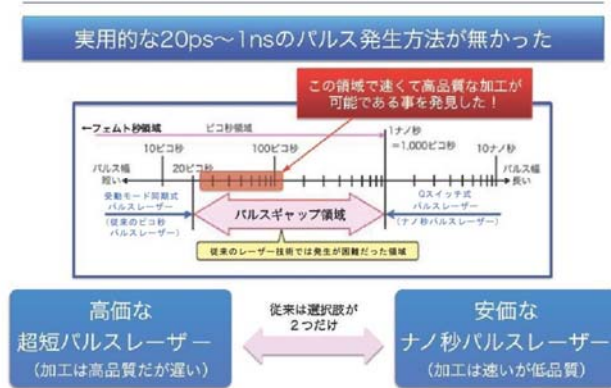 実用的な20ps〜1nsのパルス発生方法が無かった
この領域で速くて高品質な加工が
可能である事を発見した！
←フェムト秒領域
ピコ秒領域
1ナノ秒
=1,000ピコ秒
10ピコ秒
100ピコ秒
10ナノ秒
20ピコ秒
パルス幅
短い
パルス幅
長い
受動モード同期式
パルスレーザー
(従来のピコ秒
パルスレーザー)
パルスギャップ領域
Qスイッチ式
パルスレーザー
(ナノ秒パルスレーザー)
従来のレーザー技術では発生が困難だった領域
高価な
超短パルスレーザー
（加工は高品質だが遅い）
従来は選択肢が
2つだけ
安価な
ナノ秒パルスレーザー
（加工は速いが低品質）